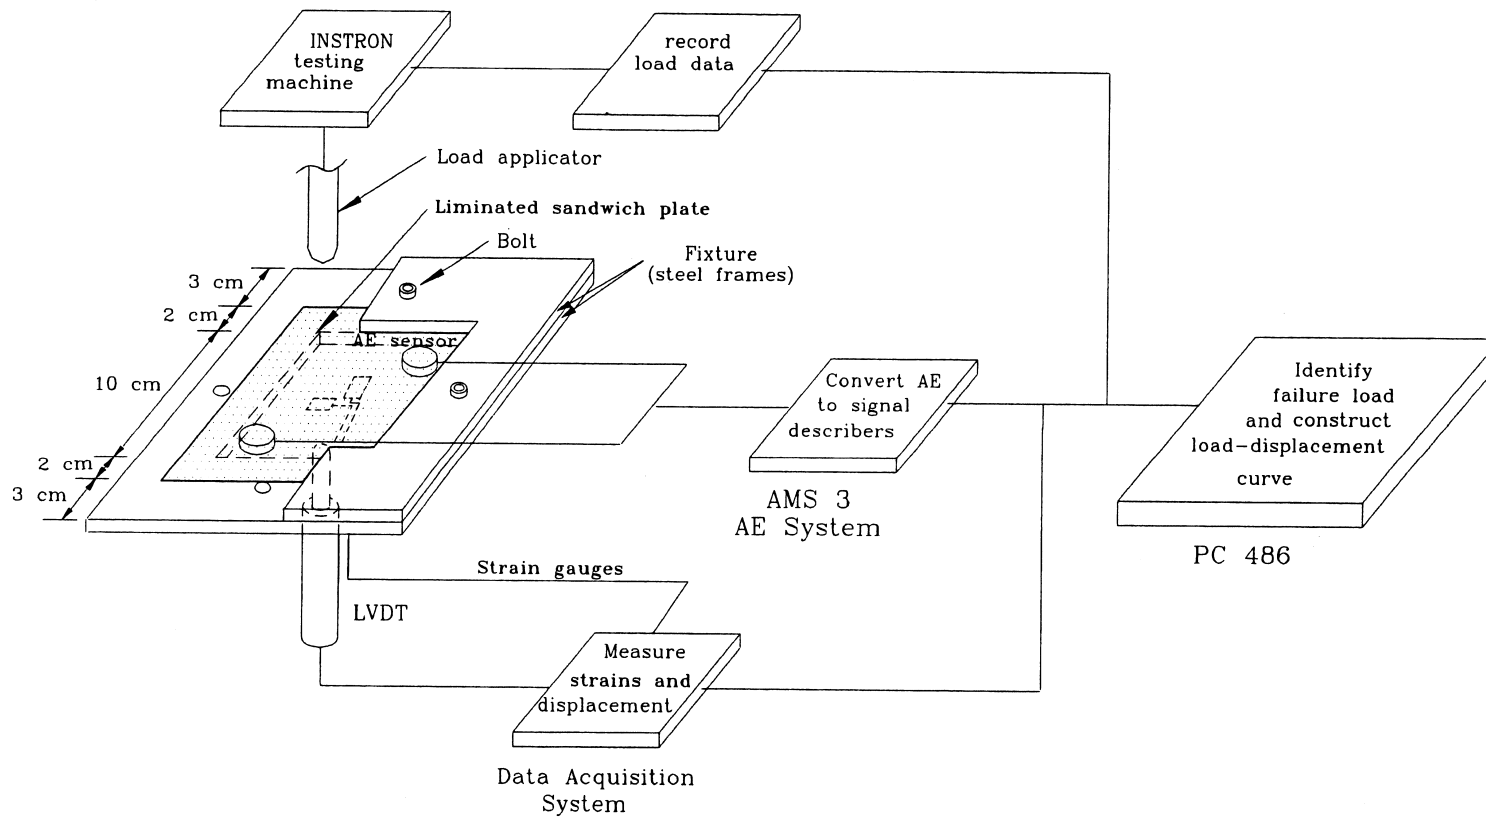 INSTRON
testing
machine
record
load data
Load applicator
Liminated sandwich plate
Bolt
Fixture
(steel frames)
3 cm
2 cm
AE sensor
10 cm
2 cm
3 cm
Convert AE
to signal
describers
AMS 3
AE System
Identify
failure load
and construct
load-displacement
curve
PC 486
Strain gauges
LVDT
Measure
strains and
displacement
Data Acquisition
System